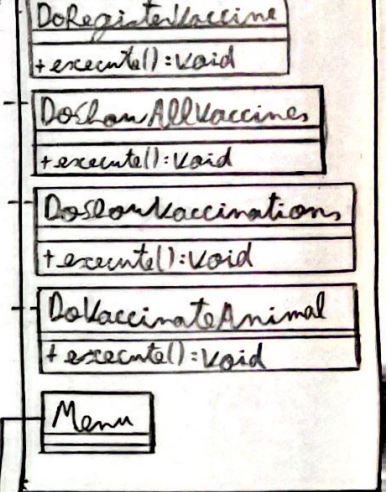 DoRegisterVaccine
+execute():void
DoShowAllVaccines
+execute():void
DoShowVaccinations
+execute():void
DoVaccinateAnimal
+execute():void
Menu